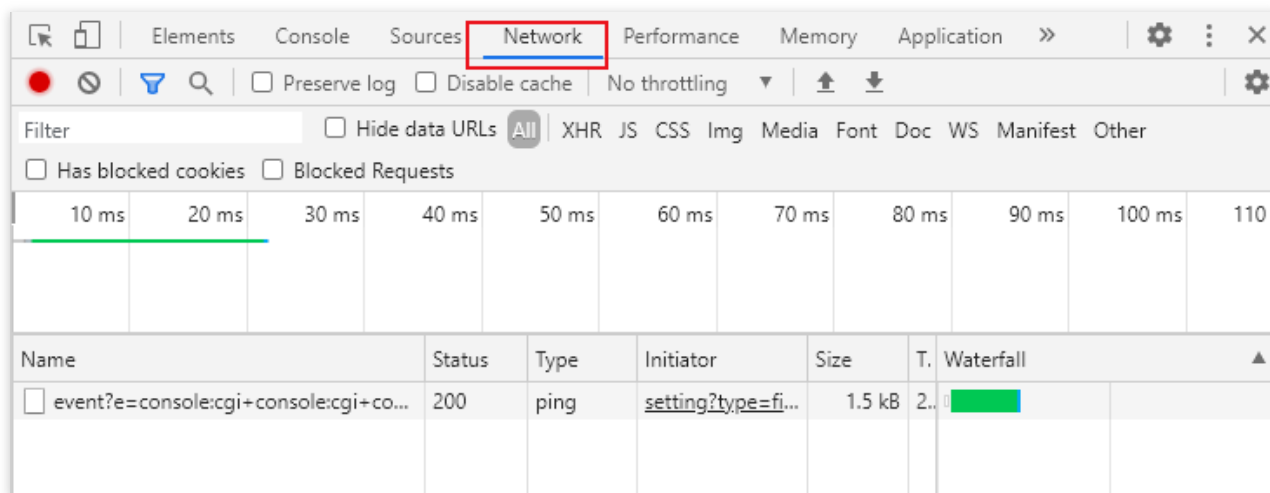 Elements Console Sources Network Performance Memory Application »
Preserve log Disable cache No throttling ▼
Filter Hide data URLs All XHR JS CSS Img Media Font Doc WS Manifest Other
Has blocked cookies Blocked Requests
10 ms 20 ms 30 ms 40 ms 50 ms 60 ms 70 ms 80 ms 90 ms 100 ms 110
Name Status Type Initiator Size T. Waterfall ▲
event?e=console:cgi+console:cgi+co... 200 ping setting?type=fi... 1.5 kB 2..